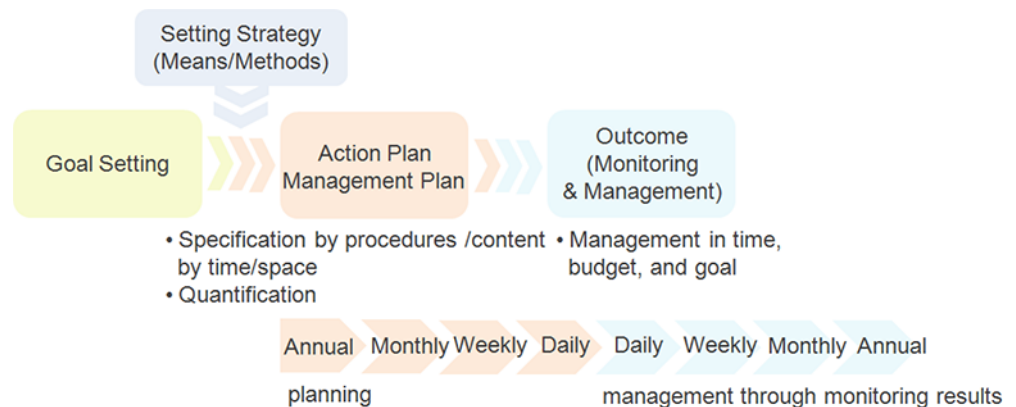 Setting Strategy
(Means/Methods)
Goal Setting
Action Plan
Management Plan
Outcome
(Monitoring
& Management)
• Specification by procedures /content
by time/space
• Quantification
• Management in time,
budget, and goal
Annual Monthly Weekly Daily Daily Weekly Monthly Annual
planning
management through monitoring results